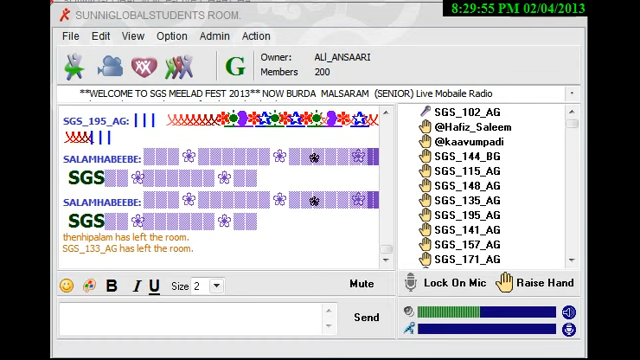 8:29:55 PM 02/04/2013
SUNNIGLOBALSTUDENTS ROOM.
File Edit View Option Admin Action
G
Owner: ALI_ANSAARI
Members 200
**WELCOME TO SGS MEELAD FEST 2013** NOW BURDA MALSARAM (SENIOR) Live Mobaile Radio
SGS_195_AG:
SALAMHABEEBE:
SGS
SALAMHABEEBE:
SGS
thenhipalam has left the room.
SGS_133_AG has left the room.
SGS_102_AG
@Hafiz_Saleem
@kaavumpadi
SGS_144_BG
SGS_115_AG
SGS_148_AG
SGS_135_AG
SGS_195_AG
SGS_141_AG
SGS_157_AG
SGS_171_AG
B I U Size 2 Mute
Lock On Mic Raise Hand
Send